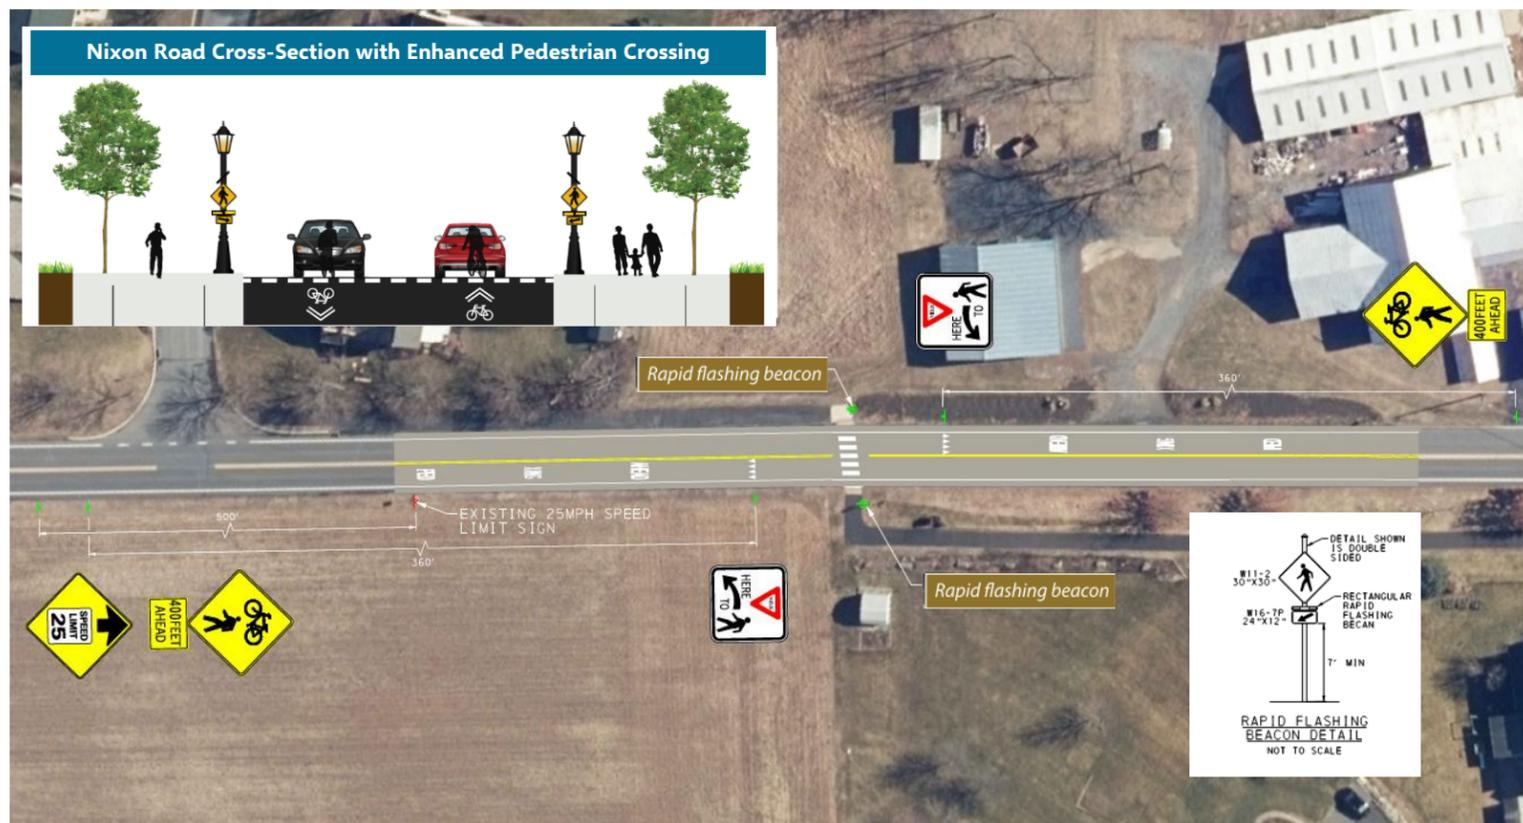 Nixon Road Cross-Section with Enhanced Pedestrian Crossing
HERE
TO
400FEET
AHEAD
Rapid flashing beacon
360'
PED
XING
AHEAD
EXISTING 25MPH SPEED
LIMIT SIGN
500'
360'
SPEED
LIMIT
25
400FEET
AHEAD
HERE
TO
Rapid flashing beacon
DETAIL SHOWN
IS DOUBLE
SIDED
W11-2
30"X30"
RECTANGULAR
RAPID
FLASHING
BECAN
W16-7P
24"X12"
7' MIN
RAPID FLASHING
BEACON DETAIL
NOT TO SCALE